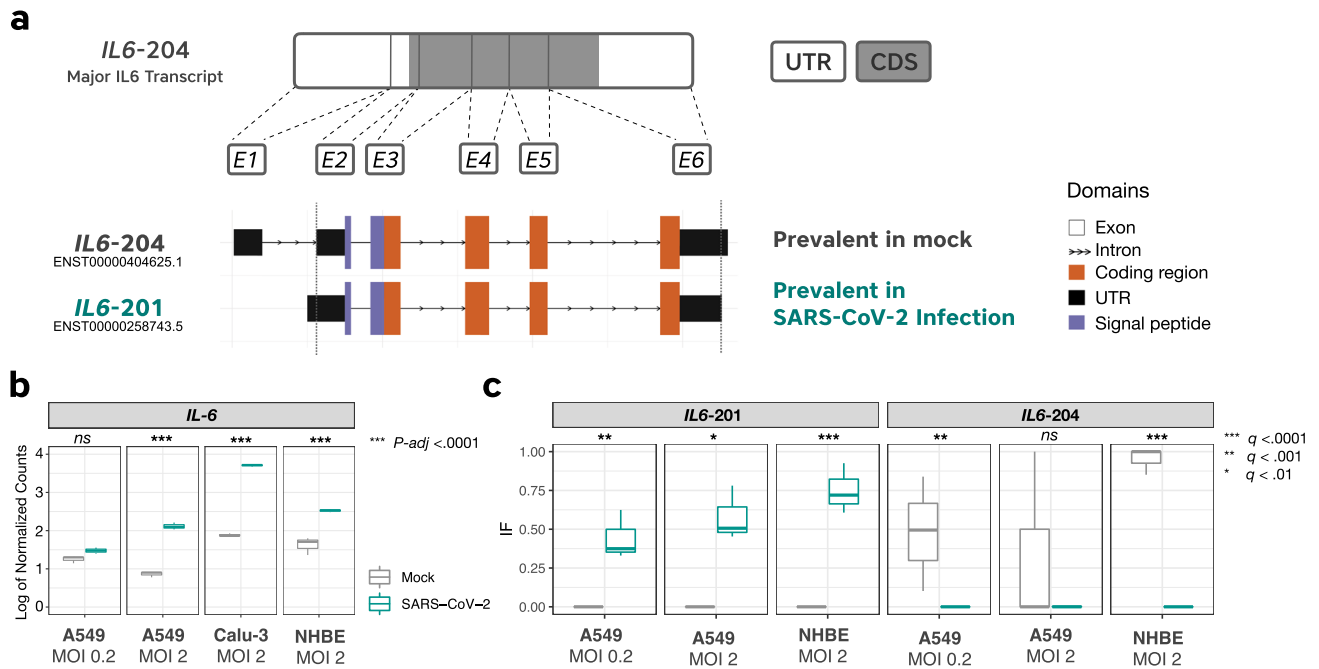 a
IL6-204
Major IL6 Transcript
UTR CDS
E1 E2 E3 E4 E5 E6
IL6-204
ENST00000404625.1
Prevalent in mock
IL6-201
ENST00000258743.5
Prevalent in
SARS-CoV-2 Infection
Domains
Exon
Intron
Coding region
UTR
Signal peptide
b
IL-6
ns *** *** ***
*** P-adj <.0001
Log of Normalized Counts
4
3
2
1
0
A549 A549 Calu-3 NHBE
MOI 0.2 MOI 2 MOI 2 MOI 2
Mock
SARS–CoV–2
c
IL6-201 IL6-204
** * *** ** ns ***
*** q <.0001
** q < .001
* q < .01
IF
1.00
0.75
0.50
0.25
0.00
A549 A549 NHBE A549 A549 NHBE
MOI 0.2 MOI 2 MOI 2 MOI 0.2 MOI 2 MOI 2